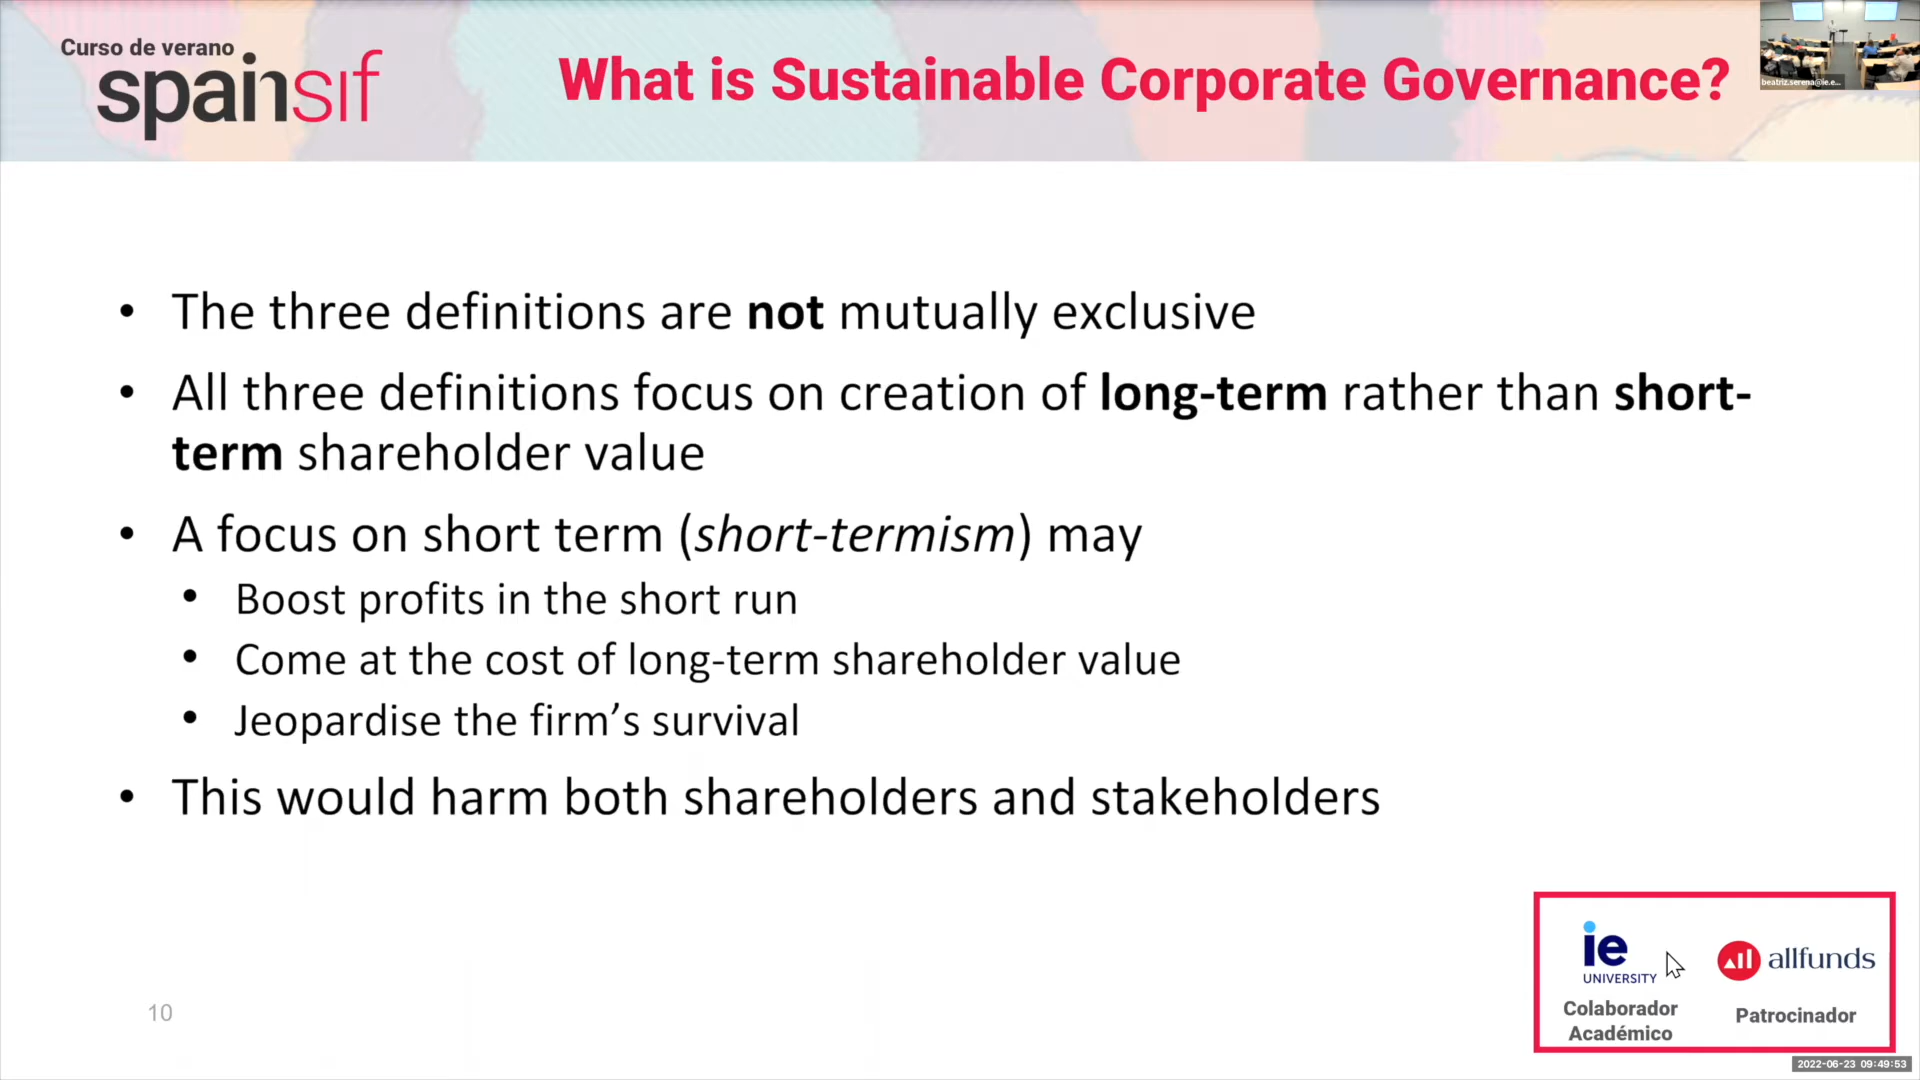 Curso de verano
spainsif
What is Sustainable Corporate Governance?
beatriz.serena@ie.e...
• The three definitions are not mutually exclusive
• All three definitions focus on creation of long-term rather than short-
term shareholder value
• A focus on short term (short-termism) may
• Boost profits in the short run
• Come at the cost of long-term shareholder value
• Jeopardise the firm’s survival
• This would harm both shareholders and stakeholders
ie
UNIVERSITY
Colaborador
Académico
allfunds
Patrocinador
10
2022-06-23 09:49:53